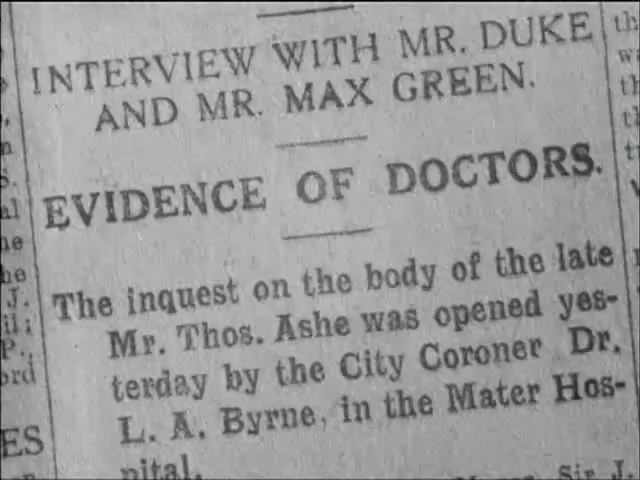 INTERVIEW WITH MR. DUKE
AND MR. MAX GREEN.
EVIDENCE OF DOCTORS.
The inquest on the body of the late
Mr. Thos. Ashe was opened yes-
terday by the City Coroner Dr.
L. A. Byrne, in the Mater Hos-
pital.
Sir J.